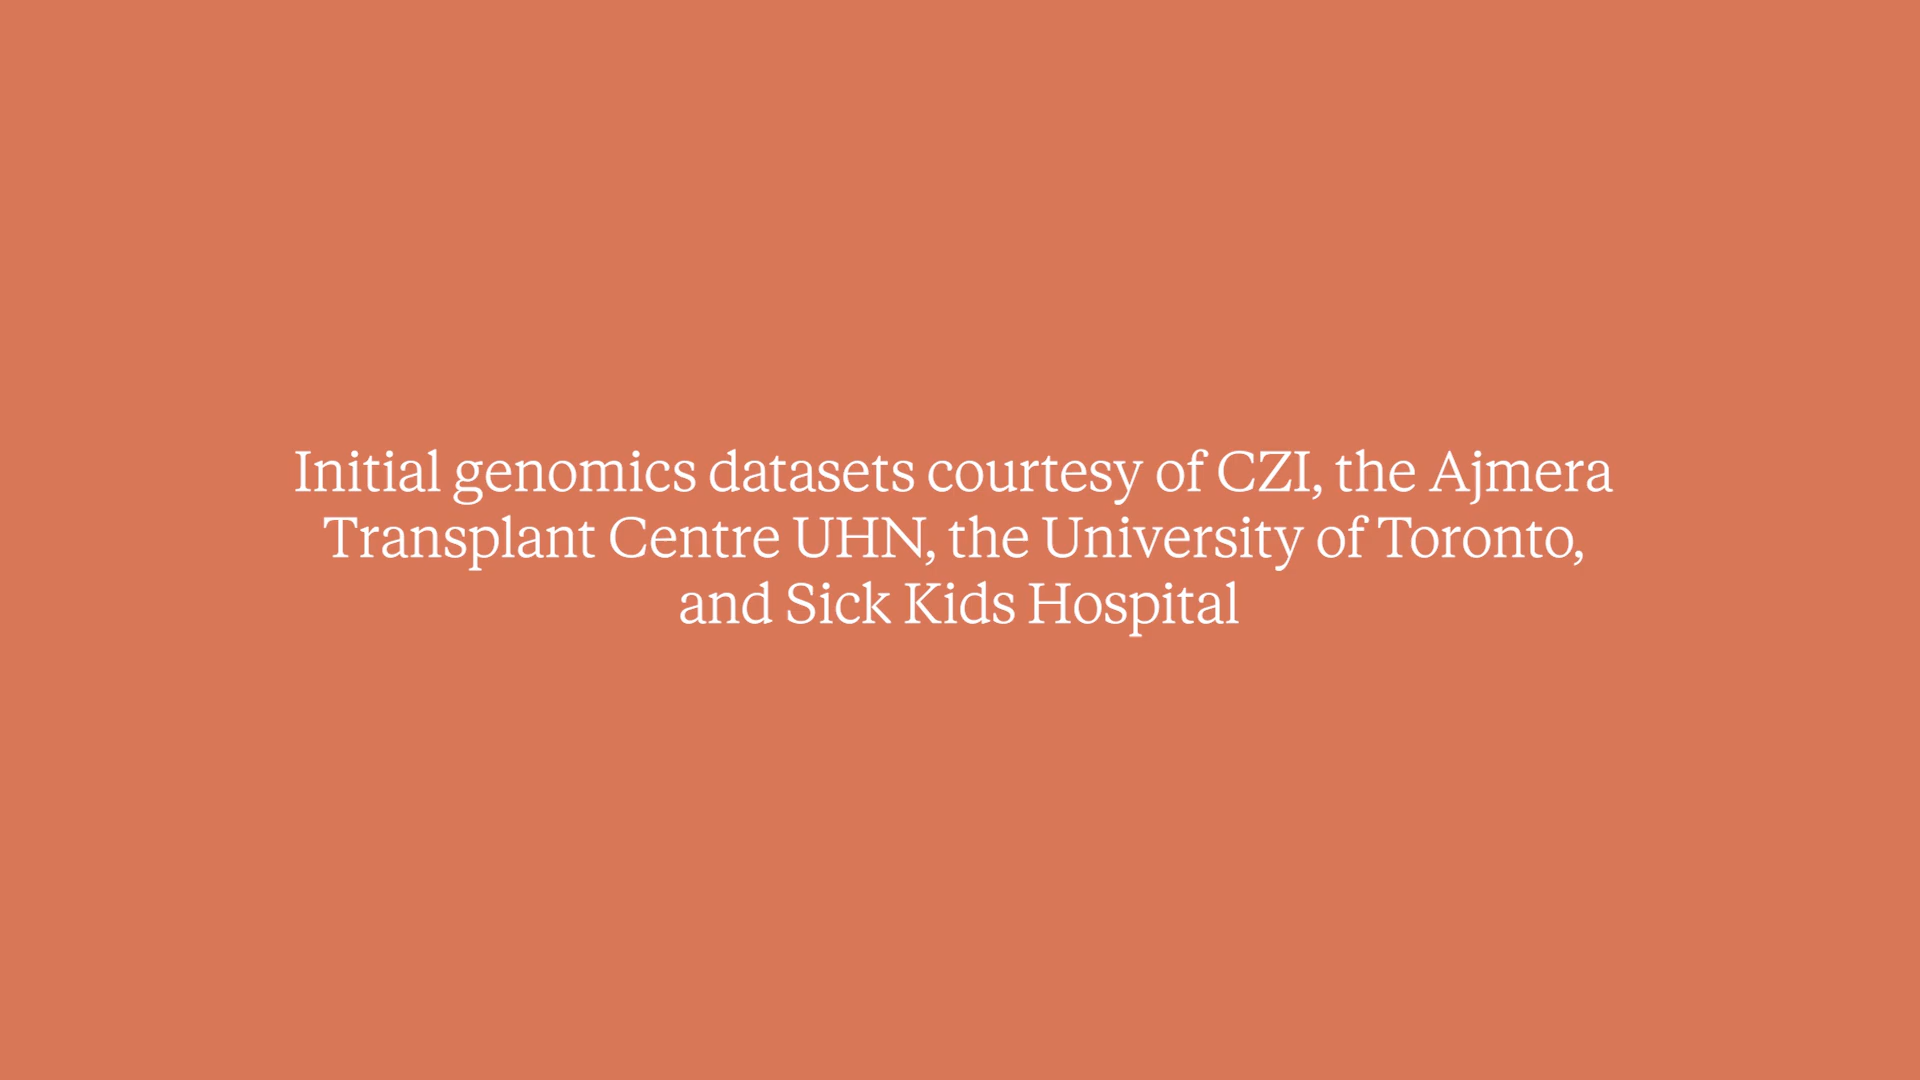 Initial genomics datasets courtesy of CZI, the Ajmera
Transplant Centre UHN, the University of Toronto,
and Sick Kids Hospital